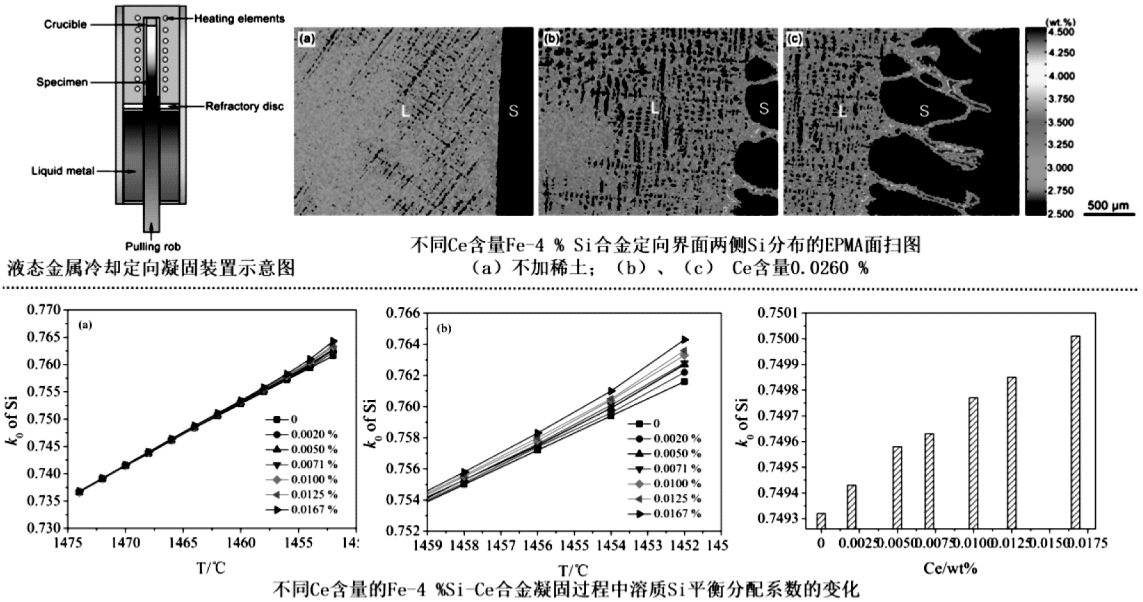 Crucible
Heating elements
Specimen
Refractory disc
Liquid metal
Pulling rob
液态金属冷却定向凝固装置示意图
(a)
L
S
(b)
L
S
(c)
L
S
(wt.%)
4.500
4.250
4.000
3.750
3.500
3.250
3.000
2.750
2.500
500 μm
不同Ce含量Fe-4 % Si合金定向界面两侧Si分布的EPMA面扫图
(a)不加稀土;(b)、(c) Ce含量0.0260 %
(a)
k0 of Si
0.770
0.765
0.760
0.755
0.750
0.745
0.740
0.735
0.730
0
0.0020 %
0.0050 %
0.0071 %
0.0100 %
0.0125 %
0.0167 %
1475 1470 1465 1460 1455
T/℃
(b)
k0 of Si
0.766
0.764
0.762
0.760
0.758
0.756
0.754
0.752
0
0.0020 %
0.0050 %
0.0071 %
0.0100 %
0.0125 %
0.0167 %
1459 1458 1456 1454 1453 1452 145
T/℃
k0 of Si
0.7501
0.7500
0.7498
0.7497
0.7496
0.7495
0.7494
0.7493
0 0.0025 0.0050 0.0075 0.0100 0.0125 0.0150 0.0175
Ce/wt%
不同Ce含量的Fe-4 %Si-Ce合金凝固过程中溶质Si平衡分配系数的变化